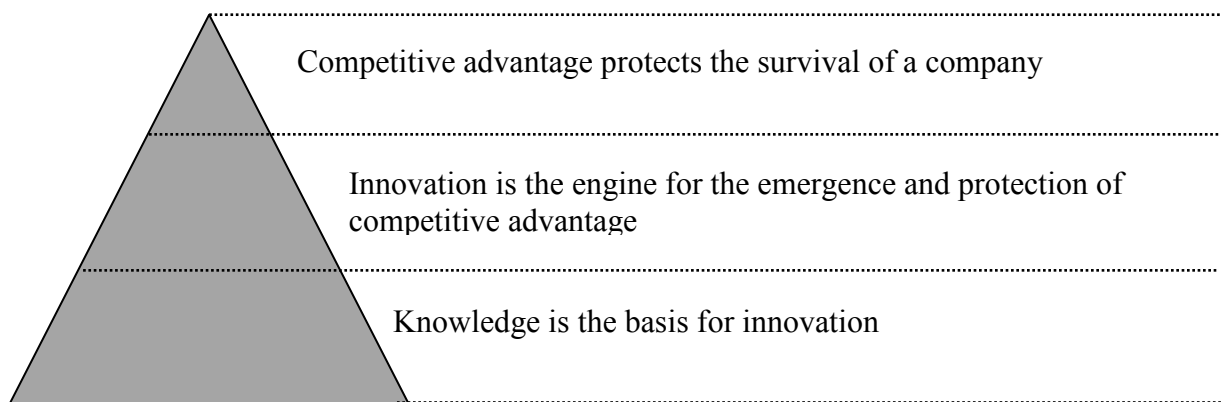 Competitive advantage protects the survival of a company
Innovation is the engine for the emergence and protection of
competitive advantage
Knowledge is the basis for innovation